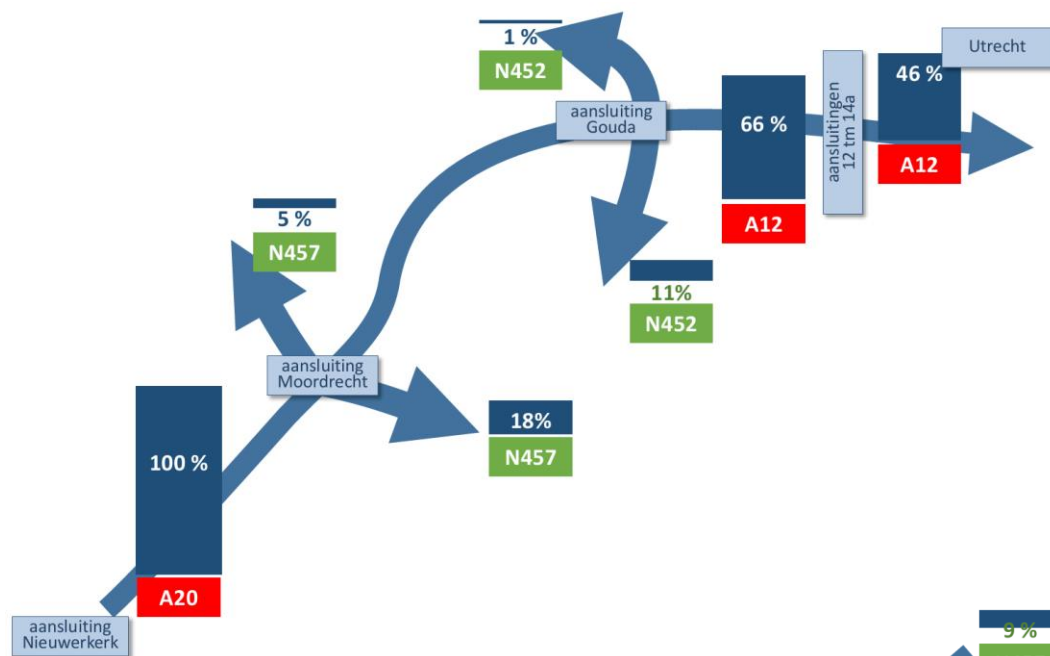 1 %
N452
aansluiting
Gouda
66 %
A12
aansluitingen
12 tm 14a
46 %
A12
Utrecht
5 %
N457
11%
N452
aansluiting
Moordrecht
18%
N457
100 %
A20
aansluiting
Nieuwerkerk
9 %